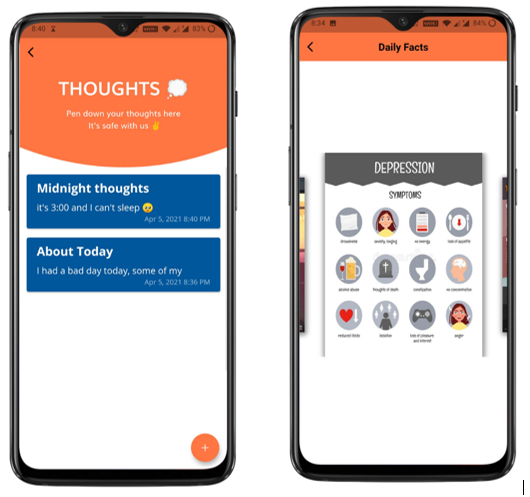 6:40
83%
THOUGHTS 💭
Pen down your thoughts here
It's safe with us ✌
Midnight thoughts
it's 3:00 and I can't sleep 🥺
Apr 5, 2021 8:40 PM
About Today
I had a bad day today, some of my
Apr 5, 2021 8:36 PM
+
8:34
84%
Daily Facts
DEPRESSION
SYMPTOMS
drowsiness
no energy
loss of appetite
alcohol abuse
thoughts of death
constipation
no concentration
reduced libido
isolation
loss of pleasure
and interest
anger